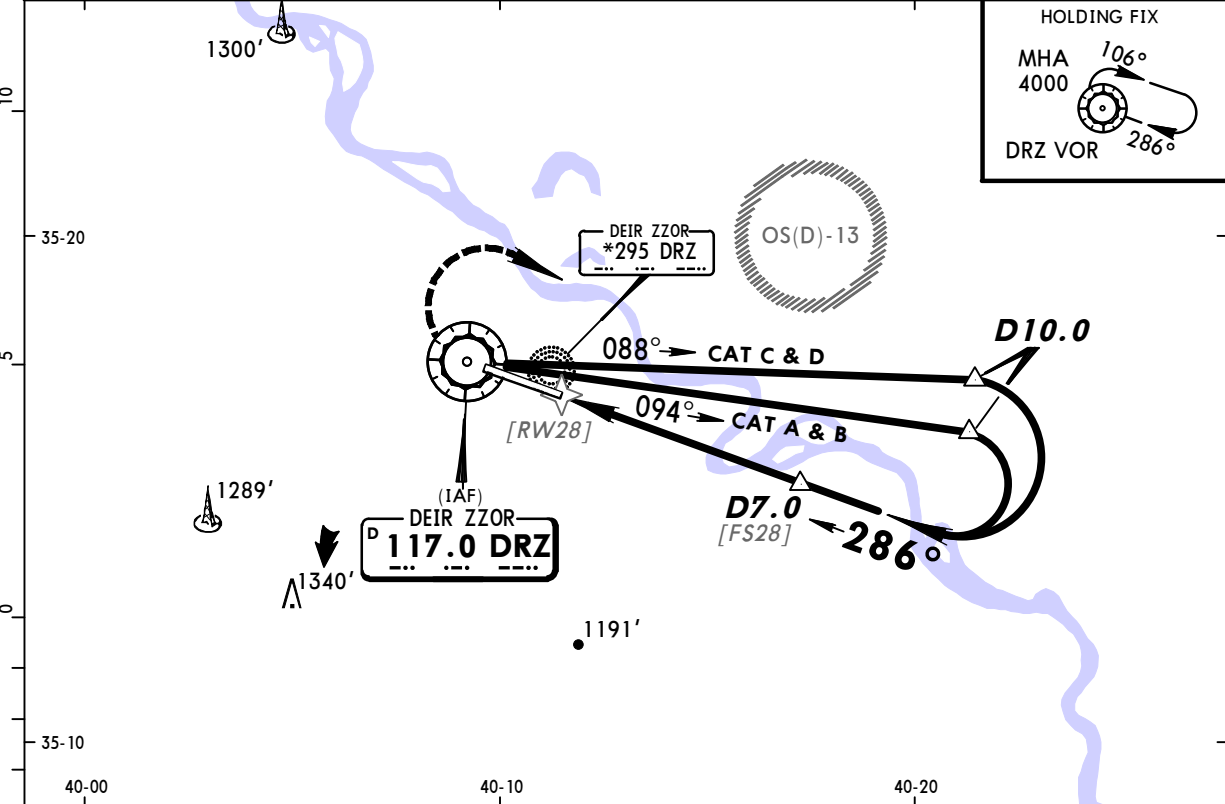 HOLDING FIX
MHA
4000
106°
286°
DRZ VOR
1300′
10
35-20
DEIR ZZOR
*295 DRZ
OS(D)-13
D10.0
5
088° CAT C & D
094° CAT A & B
[RW28]
1289′
(IAF)
DEIR ZZOR
D 117.0 DRZ
D7.0
[FS28]
286°
1340′
0
1191′
35-10
40-00
40-10
40-20